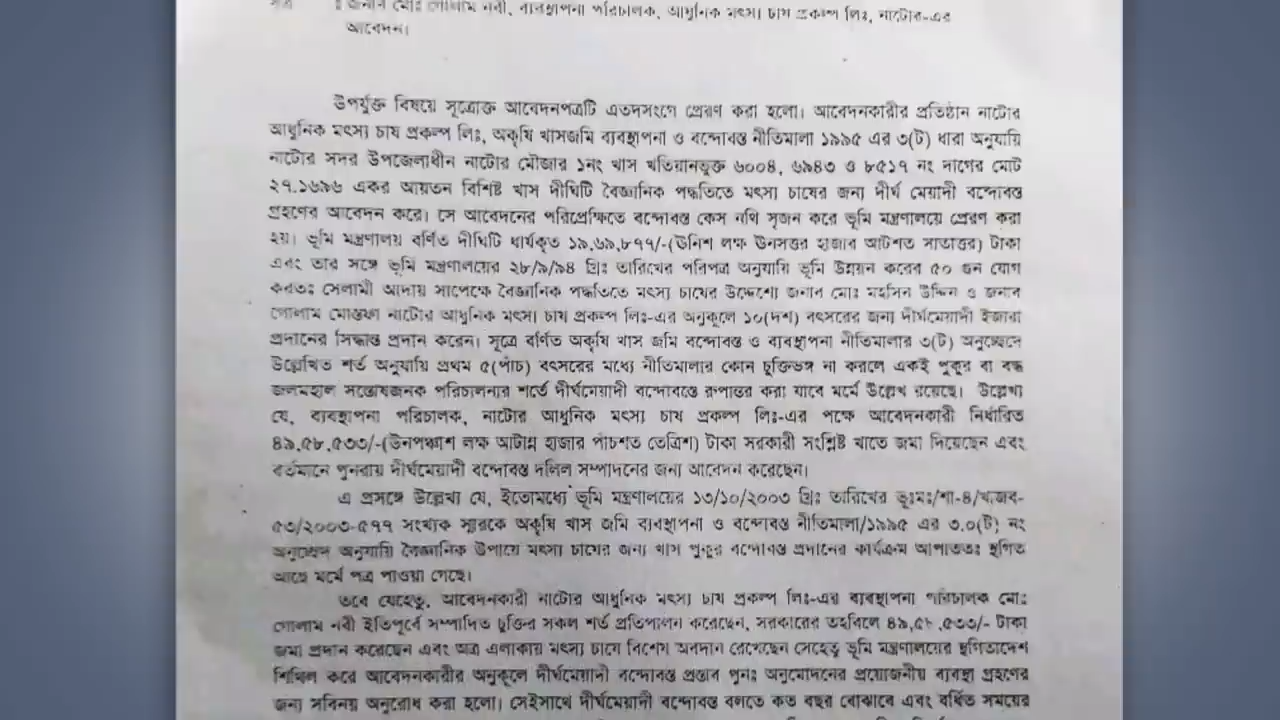 সূত্র : জনাব মোঃ গোলাম নবী, ব্যবস্থাপনা পরিচালক, আধুনিক মৎস্য চাষ প্রকল্প লিঃ, নাটোর-এর
আবেদন।
উপর্যুক্ত বিষয়ে সূত্রোক্ত আবেদনপত্রটি এতদসংগে প্রেরণ করা হলো। আবেদনকারীর প্রতিষ্ঠান নাটোর
আধুনিক মৎস্য চাষ প্রকল্প লিঃ, অকৃষি খাসজমি ব্যবস্থাপনা ও বন্দোবস্ত নীতিমালা ১৯৯৫ এর ৩(ট) ধারা অনুযায়ি
নাটোর সদর উপজেলাধীন নাটোর মৌজার ১নং খাস খতিয়ানভুক্ত ৬০০৪, ৬৯৪৩ ও ৮৫১৭ নং দাগের মোট
২৭.১৬৯৬ একর আয়তন বিশিষ্ট খাস দীঘিটি বৈজ্ঞানিক পদ্ধতিতে মৎস্য চাষের জন্য দীর্ঘ মেয়াদী বন্দোবস্ত
গ্রহণের আবেদন করে। সে আবেদনের পরিপ্রেক্ষিতে বন্দোবস্ত কেস নথি সৃজন করে ভূমি মন্ত্রণালয়ে প্রেরণ করা
হয়। ভূমি মন্ত্রণালয় বর্ণিত দীঘিটি ধার্যকৃত ১৯,৬৯,৮৭৭/-(ঊনিশ লক্ষ ঊনসত্তর হাজার আটশত সাতাত্তর) টাকা
এবং তার সঙ্গে ভূমি মন্ত্রণালয়ের ২৮/৯/৯৪ খ্রিঃ তারিখের পরিপত্র অনুযায়ি ভূমি উন্নয়ন করের ৫০ গুন যোগ
করতঃ সেলামী আদায় সাপেক্ষে বৈজ্ঞানিক পদ্ধতিতে মৎস্য চাষের উদ্দেশ্যে জনাব মোঃ মহসিন উদ্দিন ও জনাব
গোলাম মোস্তফা নাটোর আধুনিক মৎস্য চাষ প্রকল্প লিঃ-এর অনুকূলে ১০(দশ) বৎসরের জন্য দীর্ঘমেয়াদী ইজারা
প্রদানের সিদ্ধান্ত প্রদান করেন। সূত্রে বর্ণিত অকৃষি খাস জমি বন্দোবস্ত ও ব্যবস্থাপনা নীতিমালার ৩(ট) অনুচ্ছেদে
উল্লেখিত শর্ত অনুযায়ি প্রথম ৫(পাঁচ) বৎসরের মধ্যে নীতিমালার কোন চুক্তিভঙ্গ না করলে একই পুকুর বা বদ্ধ
জলমহাল সন্তোষজনক পরিচালনার শর্তে দীর্ঘমেয়াদী বন্দোবস্তে রুপান্তর করা যাবে মর্মে উল্লেখ রয়েছে। উল্লেখ্য
যে, ব্যবস্থাপনা পরিচালক, নাটোর আধুনিক মৎস্য চাষ প্রকল্প লিঃ-এর পক্ষে আবেদনকারী নির্ধারিত
৪৯,৫৮,৫৩৩/-(উনপঞ্চাশ লক্ষ আটান্ন হাজার পাঁচশত তেত্রিশ) টাকা সরকারী সংশ্লিষ্ট খাতে জমা দিয়েছেন এবং
বর্তমানে পুনরায় দীর্ঘমেয়াদী বন্দোবস্ত দলিল সম্পাদনের জন্য আবেদন করেছেন।
এ প্রসঙ্গে উল্লেখ্য যে, ইতোমধ্যে ভূমি মন্ত্রণালয়ের ১৩/১০/২০০৩ খ্রিঃ তারিখের ভূঃমঃ/শা-৪/খজব-
৫৩/২০০৩-৫৭৭ সংখ্যক স্মারকে অকৃষি খাস জমি ব্যবস্থাপনা ও বন্দোবস্ত নীতিমালা/১৯৯৫ এর ৩.০(ট) নং
অনুচ্ছেদ অনুযায়ি বৈজ্ঞানিক উপায়ে মৎস্য চাষের জন্য খাস পুকুর বন্দোবস্ত প্রদানের কার্যক্রম আপাততঃ স্থগিত
আছে মর্মে পত্র পাওয়া গেছে।
তবে যেহেতু, আবেদনকারী নাটোর আধুনিক মৎস্য চাষ প্রকল্প লিঃ-এর ব্যবস্থাপনা পরিচালক মোঃ
গোলাম নবী ইতিপূর্বে সম্পাদিত চুক্তির সকল শর্ত প্রতিপালন করেছেন, সরকারের তহবিলে ৪৯,৫৮,৫৩৩/- টাকা
জমা প্রদান করেছেন এবং অত্র এলাকায় মৎস্য চাষে বিশেষ অবদান রেখেছেন সেহেতু ভূমি মন্ত্রণালয়ের স্থগিতাদেশ
শিথিল করে আবেদনকারীর অনুকূলে দীর্ঘমেয়াদী বন্দোবস্ত প্রস্তাব পুনঃ অনুমোদনের প্রয়োজনীয় ব্যবস্থা গ্রহণের
জন্য সবিনয় অনুরোধ করা হলো। সেইসাথে দীর্ঘমেয়াদী বন্দোবস্ত বলতে কত বছর বোঝাবে এবং বর্ধিত সময়ের